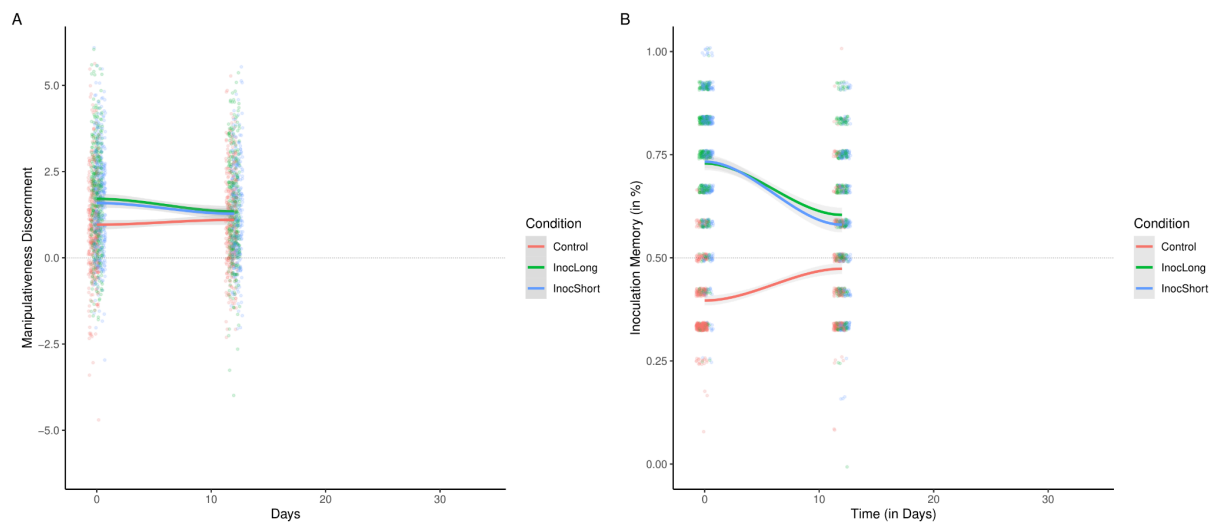 A
Manipulativeness Discernment
5.0
2.5
0.0
−2.5
−5.0
0
10
20
30
Days
Condition
Control
InocLong
InocShort
B
Inoculation Memory (in %)
1.00
0.75
0.50
0.25
0.00
0
10
20
30
Time (in Days)
Condition
Control
InocLong
InocShort